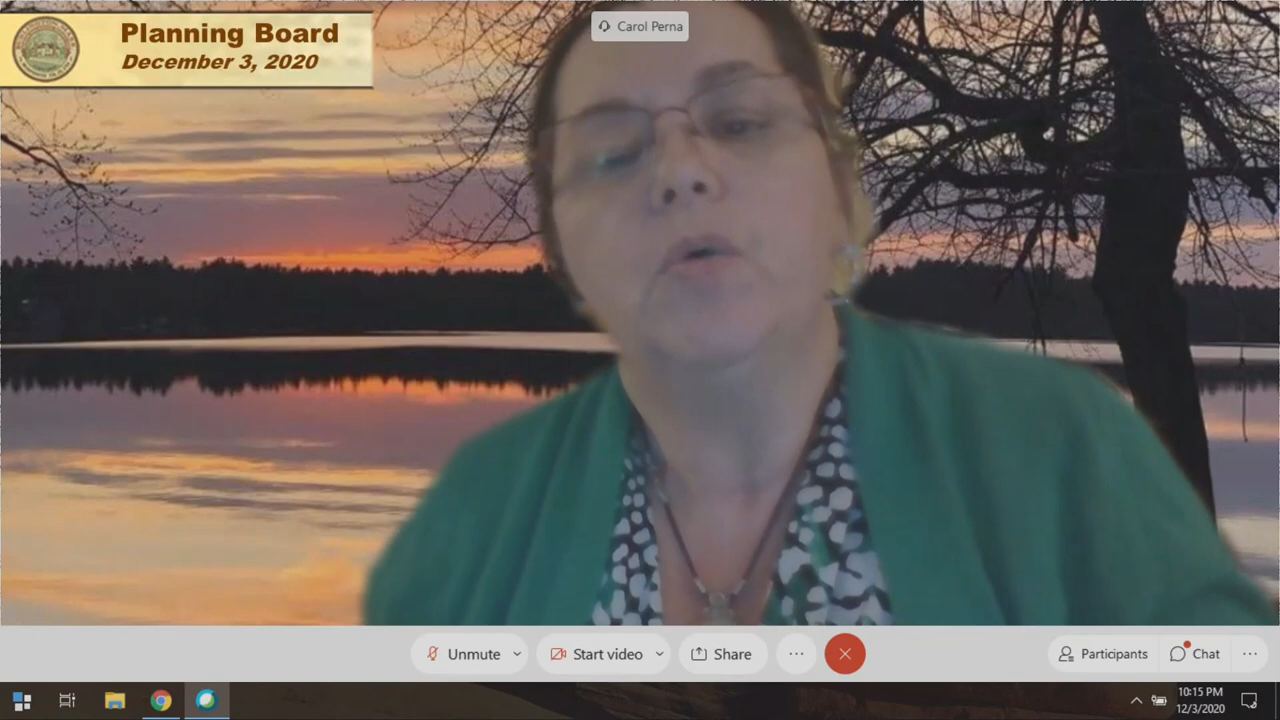 Planning Board
December 3, 2020
Carol Perna
Unmute
Start video
Share
Participants
Chat
10:15 PM
12/3/2020